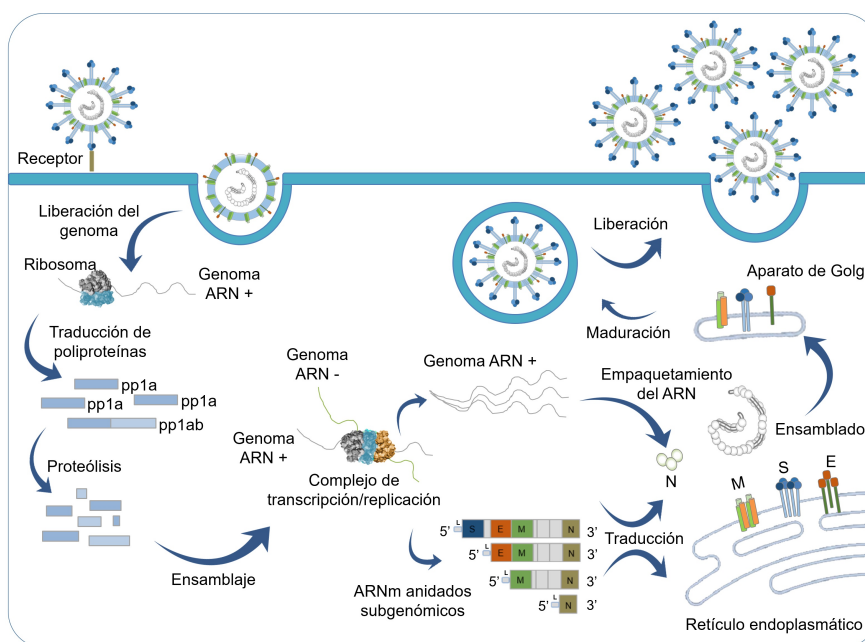 Receptor
Liberación del
genoma
Ribosoma
Genoma
ARN +
Traducción de
poliproteínas
pp1a
pp1a
pp1a
pp1ab
Proteólisis
Ensamblaje
Genoma
ARN -
Genoma
ARN +
Complejo de
transcripción/replicación
Genoma ARN +
ARNm anidados
subgenómicos
5' L S E M N 3'
5' L E M N 3'
5' L M N 3'
5' L N 3'
Traducción
Empaquetamiento
del ARN
N
M S E
Retículo endoplasmático
Ensamblado
Aparato de Golg
Maduración
Liberación